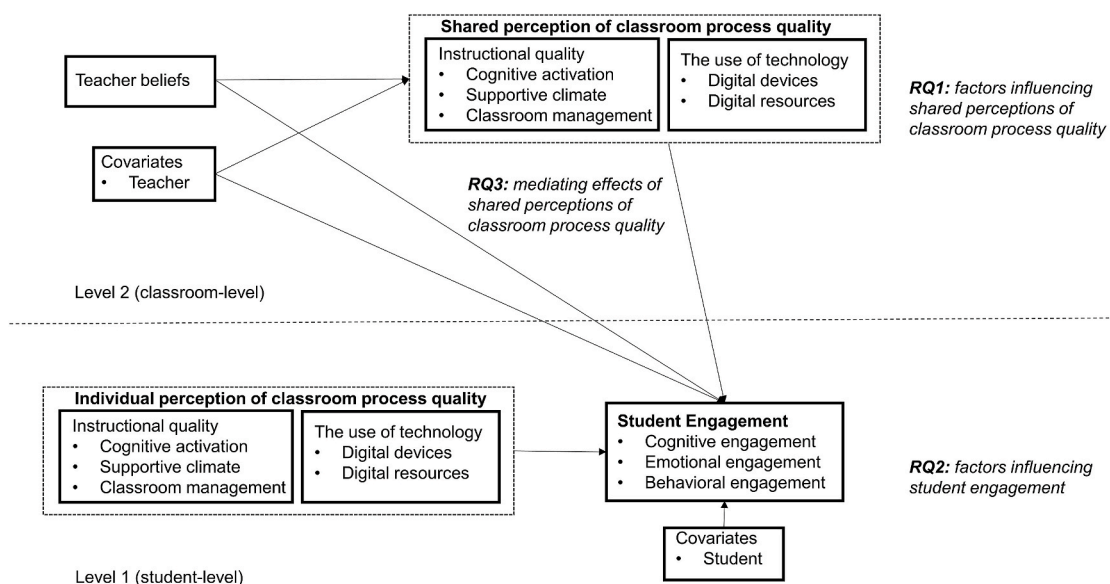 Shared perception of classroom process quality
Instructional quality
• Cognitive activation
• Supportive climate
• Classroom management
The use of technology
• Digital devices
• Digital resources
Teacher beliefs
Covariates
• Teacher
RQ1: factors influencing
shared perceptions of
classroom process quality
RQ3: mediating effects of
shared perceptions of
classroom process quality
Level 2 (classroom-level)
Individual perception of classroom process quality
Instructional quality
• Cognitive activation
• Supportive climate
• Classroom management
The use of technology
• Digital devices
• Digital resources
Student Engagement
• Cognitive engagement
• Emotional engagement
• Behavioral engagement
RQ2: factors influencing
student engagement
Covariates
• Student
Level 1 (student-level)